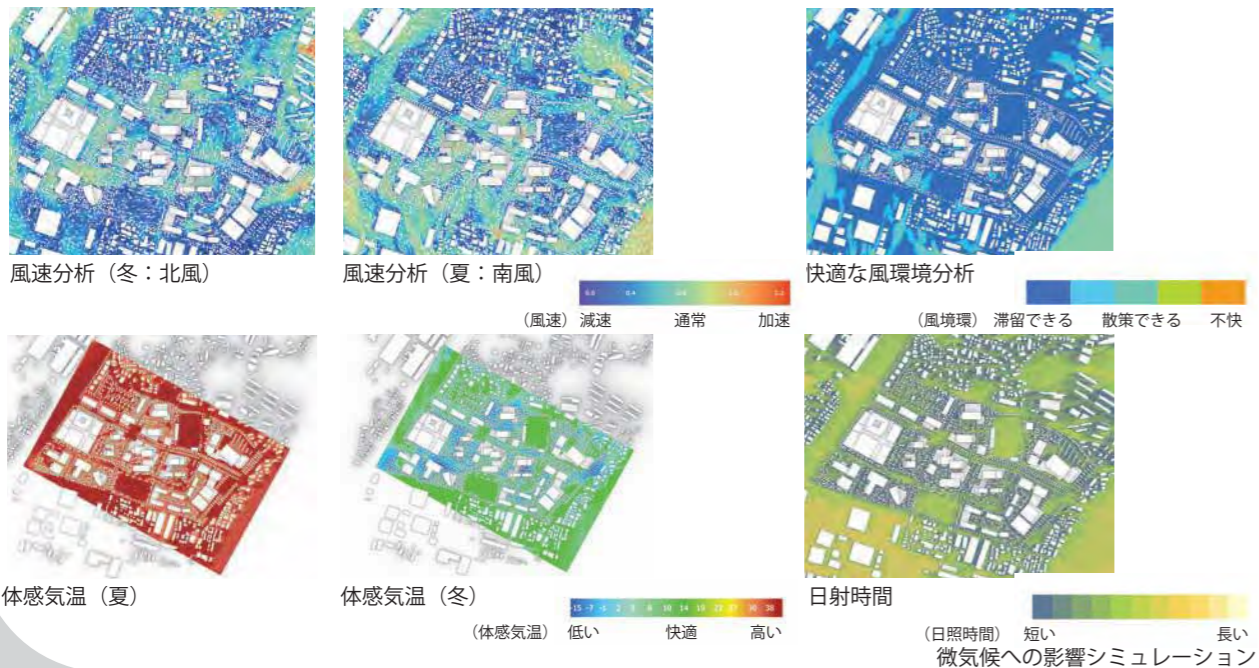 風速分析（冬：北風）
風速分析（夏：南風）
快適な風環境分析
（風速） 減速 通常 加速
（風境環） 滞留できる 散策できる 不快
体感気温（夏）
体感気温（冬）
日射時間
（体感気温） 低い 快適 高い
（日照時間） 短い 長い
微気候への影響シミュレーション